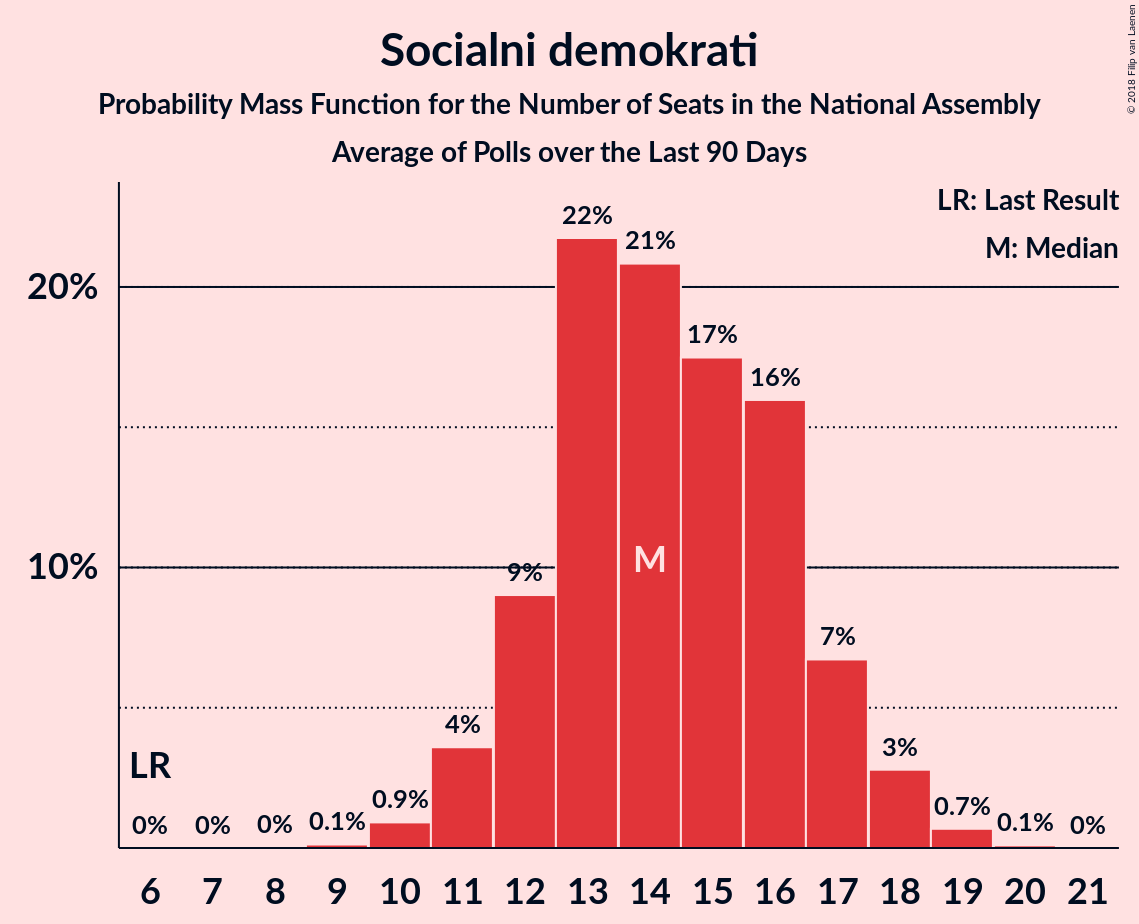 Socialni demokrati
Probability Mass Function for the Number of Seats in the National Assembly
Average of Polls over the Last 90 Days
© 2018 Filip van Laenen
LR: Last Result
M: Median
20%
10%
22%
21%
17%
16%
9%
M
7%
4%
3%
LR
0% 0% 0% 0.1% 0.9% 0.7% 0.1% 0%
6 7 8 9 10 11 12 13 14 15 16 17 18 19 20 21